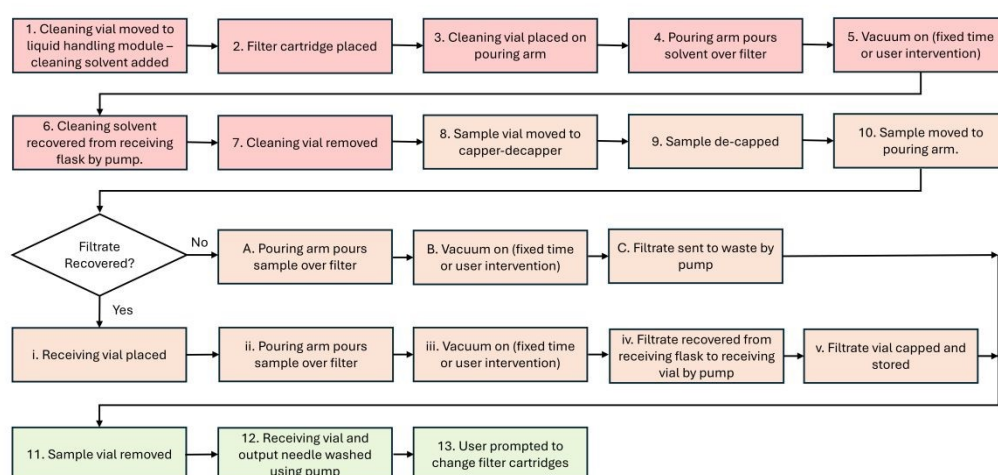 1. Cleaning vial moved to
liquid handling module –
cleaning solvent added
2. Filter cartridge placed
3. Cleaning vial placed on
pouring arm
4. Pouring arm pours
solvent over filter
5. Vacuum on (fixed time
or user intervention)
6. Cleaning solvent
recovered from receiving
flask by pump.
7. Cleaning vial removed
8. Sample vial moved to
capper-decapper
9. Sample de-capped
10. Sample moved to
pouring arm.
Filtrate
Recovered?
No
A. Pouring arm pours
sample over filter
B. Vacuum on (fixed time
or user intervention)
C. Filtrate sent to waste by
pump
Yes
i. Receiving vial placed
ii. Pouring arm pours
sample over filter
iii. Vacuum on (fixed time
or user intervention)
iv. Filtrate recovered from
receiving flask to receiving
vial by pump
v. Filtrate vial capped and
stored
11. Sample vial removed
12. Receiving vial and
output needle washed
using pump
13. User prompted to
change filter cartridges